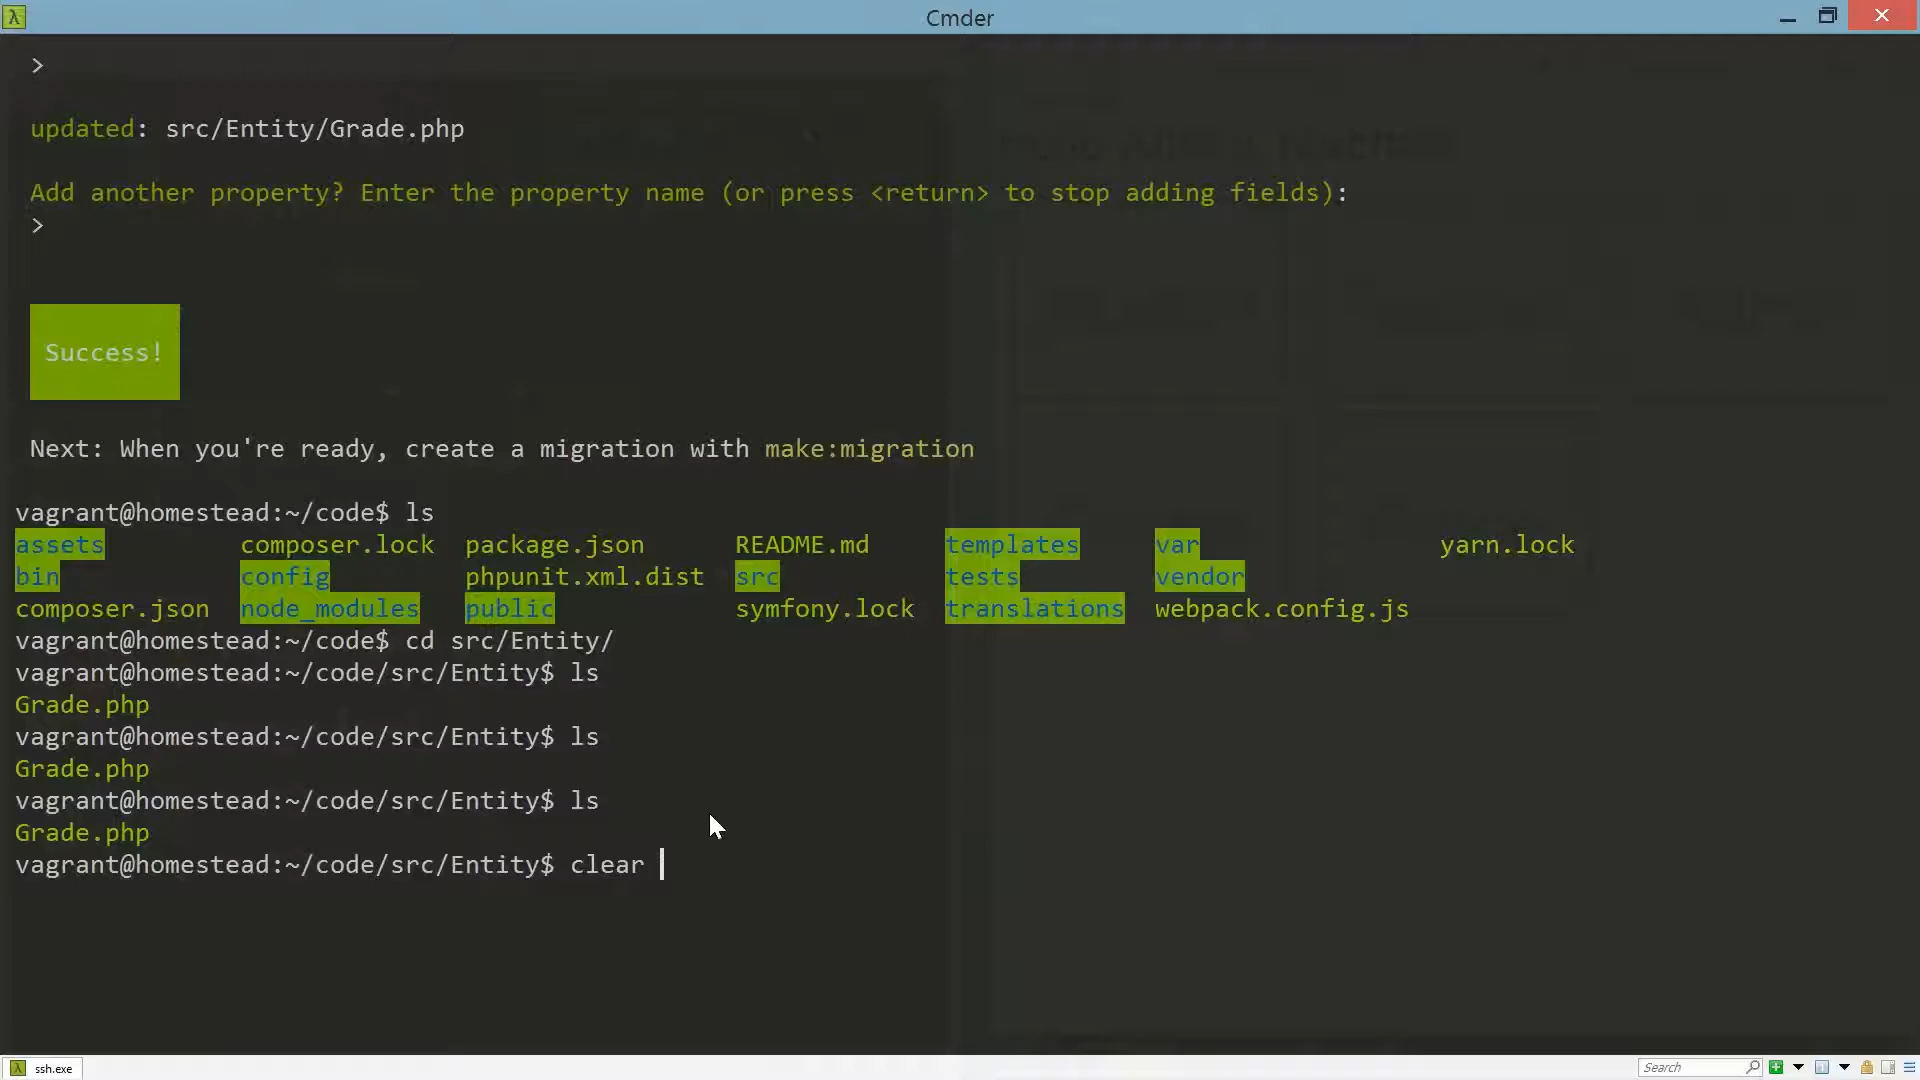 λ
Cmder
>
updated: src/Entity/Grade.php
Add another property? Enter the property name (or press <return> to stop adding fields):
>
Success!
Next: When you're ready, create a migration with make:migration
vagrant@homestead:~/code$ ls
assets composer.lock package.json README.md templates var yarn.lock
bin config phpunit.xml.dist src tests vendor
composer.json node_modules public symfony.lock translations webpack.config.js
vagrant@homestead:~/code$ cd src/Entity/
vagrant@homestead:~/code/src/Entity$ ls
Grade.php
vagrant@homestead:~/code/src/Entity$ ls
Grade.php
vagrant@homestead:~/code/src/Entity$ ls
Grade.php
vagrant@homestead:~/code/src/Entity$ clear
λ ssh.exe
Search